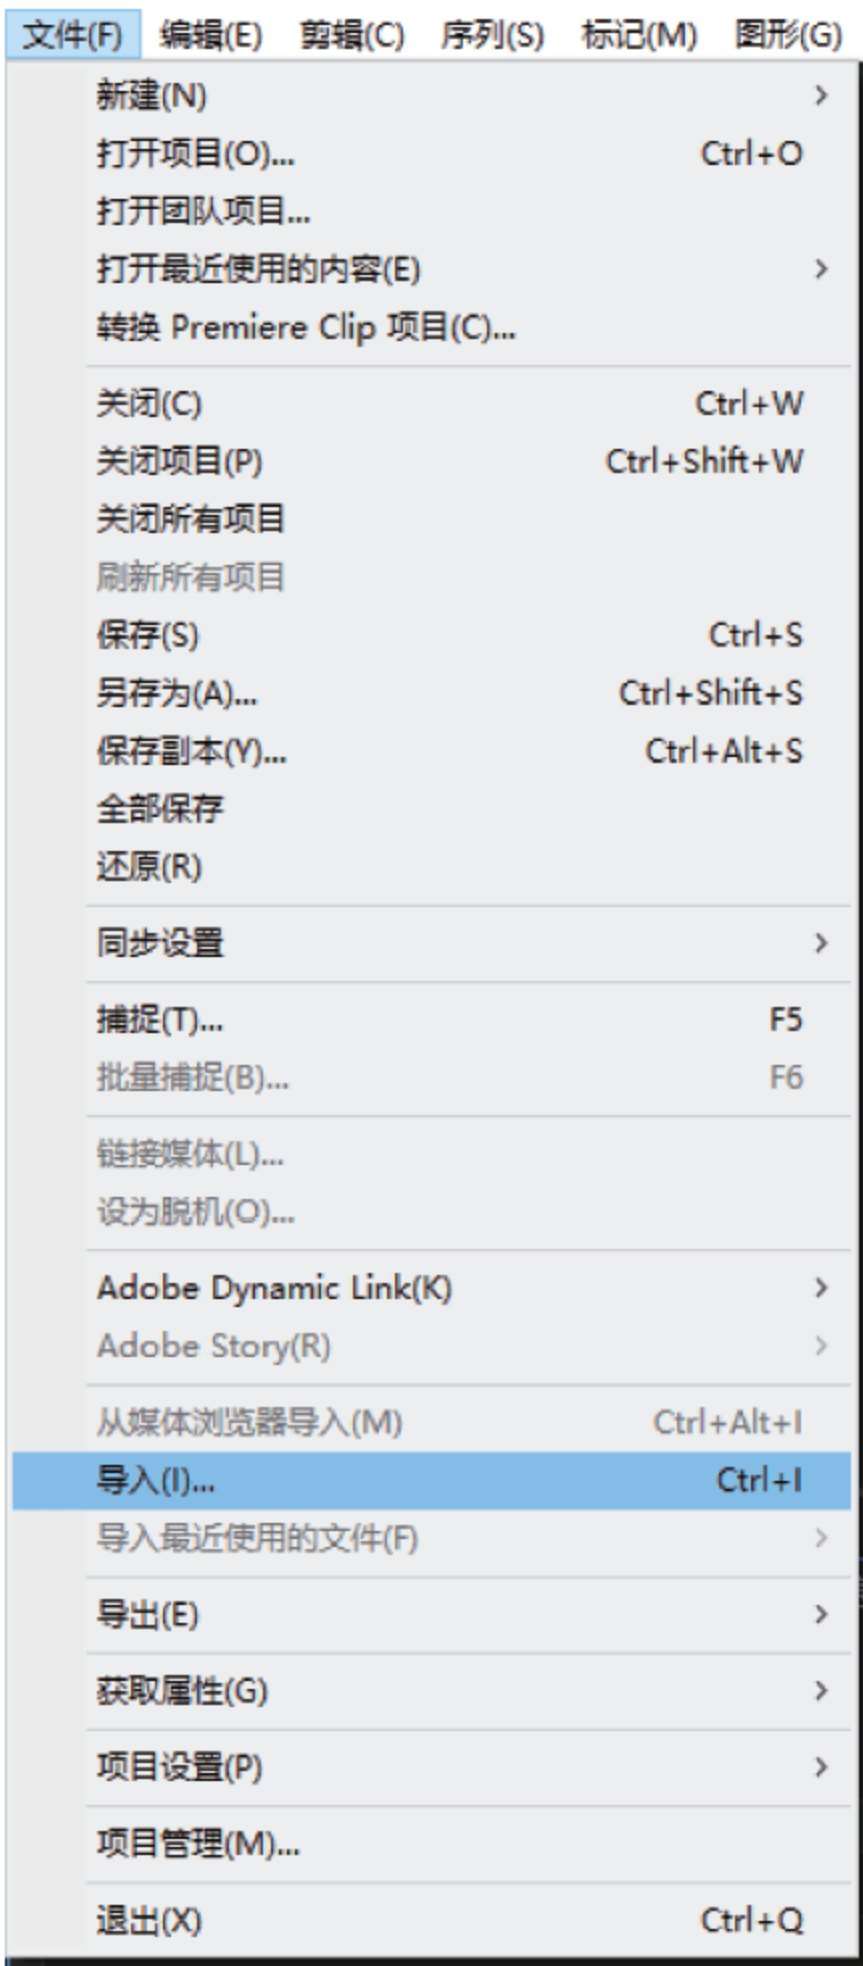 文件(F) 编辑(E) 剪辑(C) 序列(S) 标记(M) 图形(G)
新建(N)
打开项目(O)... Ctrl+O
打开团队项目...
打开最近使用的内容(E)
转换 Premiere Clip 项目(C)...
关闭(C) Ctrl+W
关闭项目(P) Ctrl+Shift+W
关闭所有项目
刷新所有项目
保存(S) Ctrl+S
另存为(A)... Ctrl+Shift+S
保存副本(Y)... Ctrl+Alt+S
全部保存
还原(R)
同步设置
捕捉(T)... F5
批量捕捉(B)... F6
链接媒体(L)...
设为脱机(O)...
Adobe Dynamic Link(K)
Adobe Story(R)
从媒体浏览器导入(M) Ctrl+Alt+I
导入(I)... Ctrl+I
导入最近使用的文件(F)
导出(E)
获取属性(G)
项目设置(P)
项目管理(M)...
退出(X) Ctrl+Q